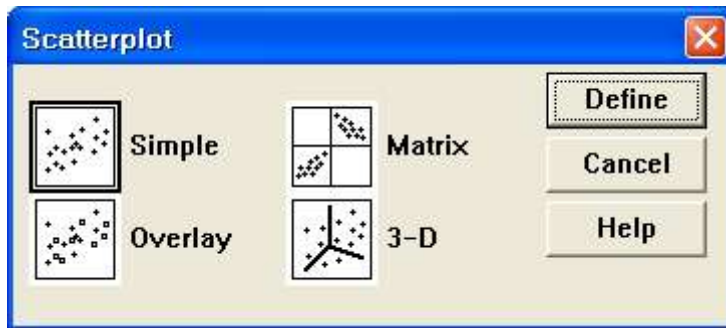 Scatterplot
Simple
Matrix
Overlay
3-D
Define
Cancel
Help